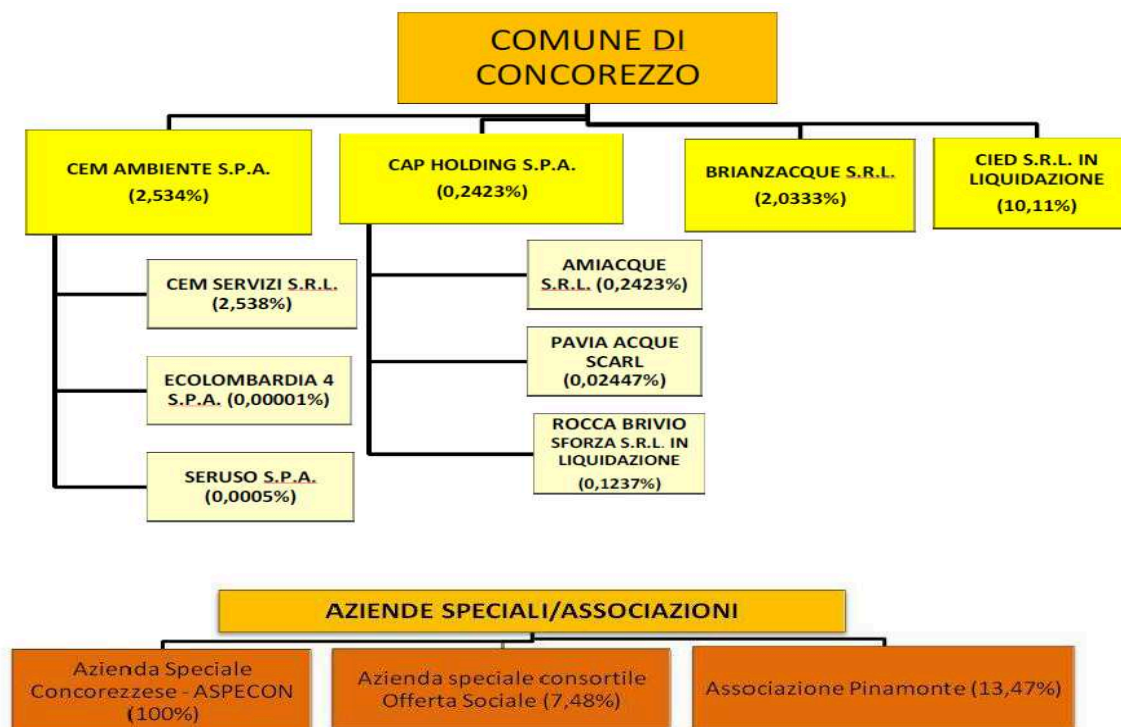 COMUNE DI
CONCOREZZO
CEM AMBIENTE S.P.A.
(2,534%)
CAP HOLDING S.P.A.
(0,2423%)
BRIANZACQUE S.R.L.
(2,0333%)
CIED S.R.L. IN
LIQUIDAZIONE
(10,11%)
CEM SERVIZI S.R.L.
(2,538%)
ECOLOMBARDIA 4
S.P.A. (0,00001%)
SERUSO S.P.A.
(0,0005%)
AMIACQUE
S.R.L. (0,2423%)
PAVIA ACQUE
SCARL
(0,02447%)
ROCCA BRIVIO
SFORZA S.R.L. IN
LIQUIDAZIONE
(0,1237%)
AZIENDE SPECIALI/ASSOCIAZIONI
Azienda Speciale
Concorezzese - ASPECON
(100%)
Azienda speciale consortile
Offerta Sociale (7,48%)
Associazione Pinamonte (13,47%)